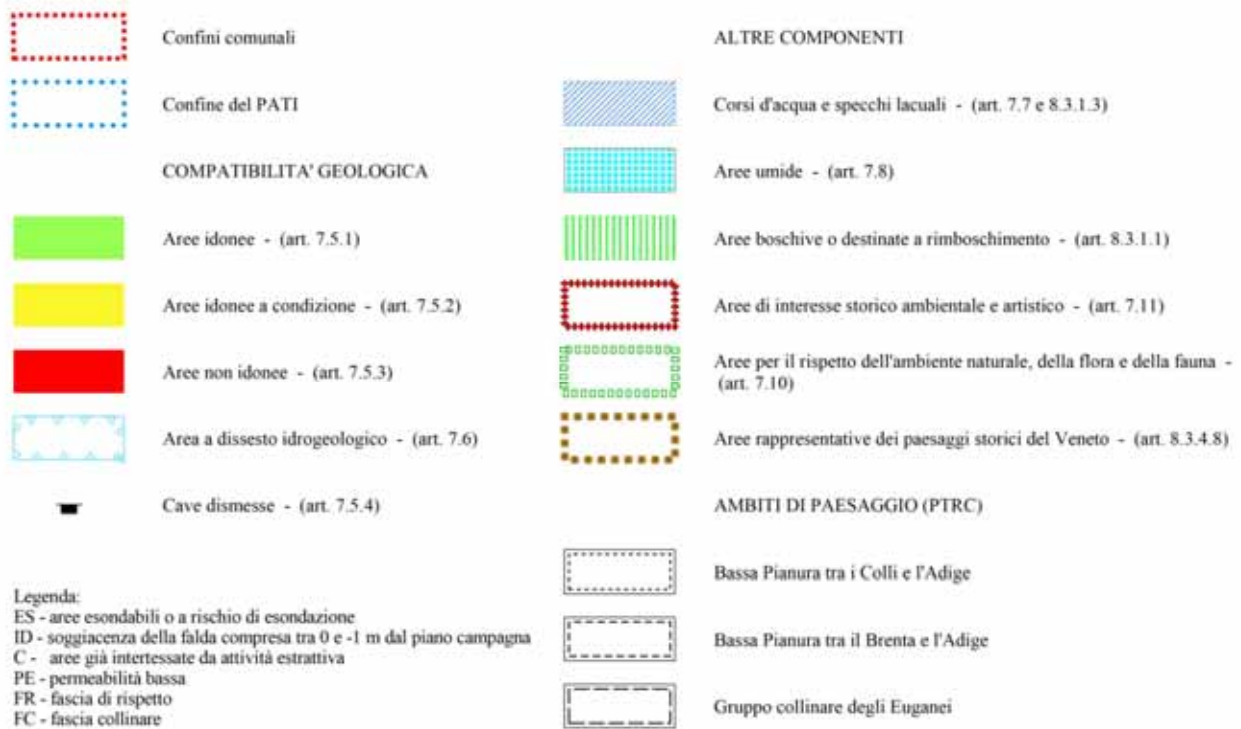 Confini comunali
Confine del PATI
COMPATIBILITA' GEOLOGICA
Aree idonee - (art. 7.5.1)
Aree idonee a condizione - (art. 7.5.2)
Aree non idonee - (art. 7.5.3)
Area a dissesto idrogeologico - (art. 7.6)
Cave dismesse - (art. 7.5.4)
Legenda:
ES - aree esondabili o a rischio di esondazione
ID - soggiacenza della falda compresa tra 0 e -1 m dal piano campagna
C - aree già intertessate da attività estrattiva
PE - permeabilità bassa
FR - fascia di rispetto
FC - fascia collinare
ALTRE COMPONENTI
Corsi d'acqua e specchi lacuali - (art. 7.7 e 8.3.1.3)
Aree umide - (art. 7.8)
Aree boschive o destinate a rimboschimento - (art. 8.3.1.1)
Aree di interesse storico ambientale e artistico - (art. 7.11)
Aree per il rispetto dell'ambiente naturale, della flora e della fauna -
(art. 7.10)
Aree rappresentative dei paesaggi storici del Veneto - (art. 8.3.4.8)
AMBITI DI PAESAGGIO (PTRC)
Bassa Pianura tra i Colli e l'Adige
Bassa Pianura tra il Brenta e l'Adige
Gruppo collinare degli Euganei